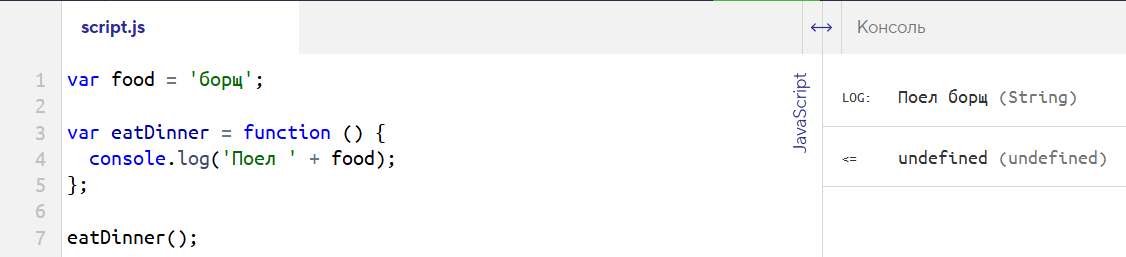 script.js
↔
Консоль
1 var food = 'борщ';
2
3 var eatDinner = function () {
4   console.log('Поел ' + food);
5 };
6
7 eatDinner();
JavaScript
LOG: Поел борщ (String)
<= undefined (undefined)